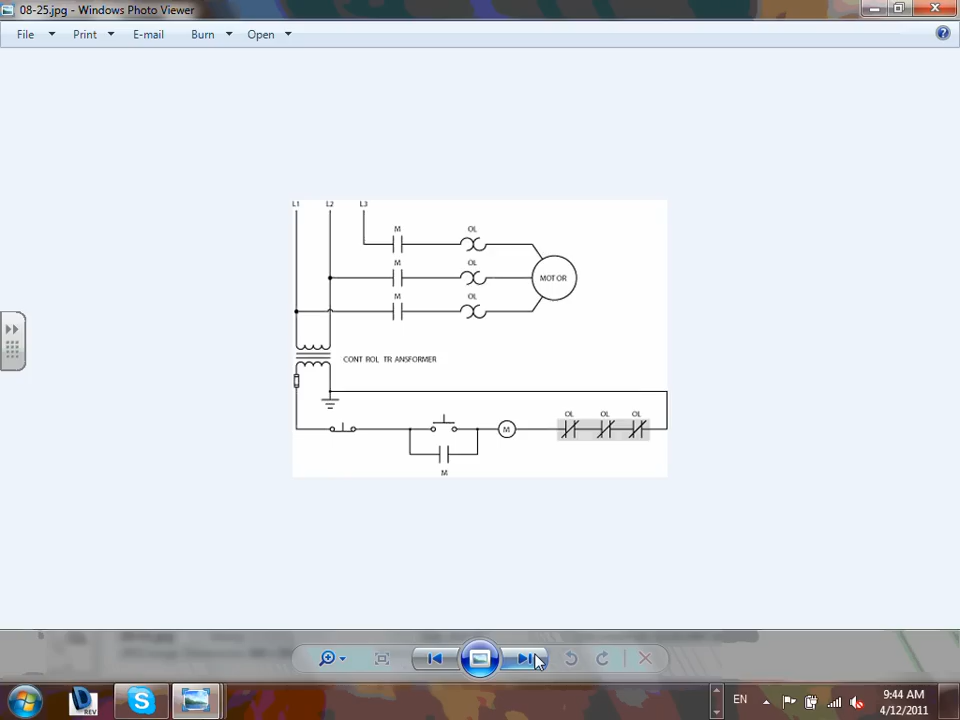 08-25.jpg - Windows Photo Viewer
File Print E-mail Burn Open
L1 L2 L3
M OL
M OL
MOTOR
M OL
CONTROL TRANSFORMER
OL OL OL
M
M
EN
9:44 AM
4/12/2011
REV